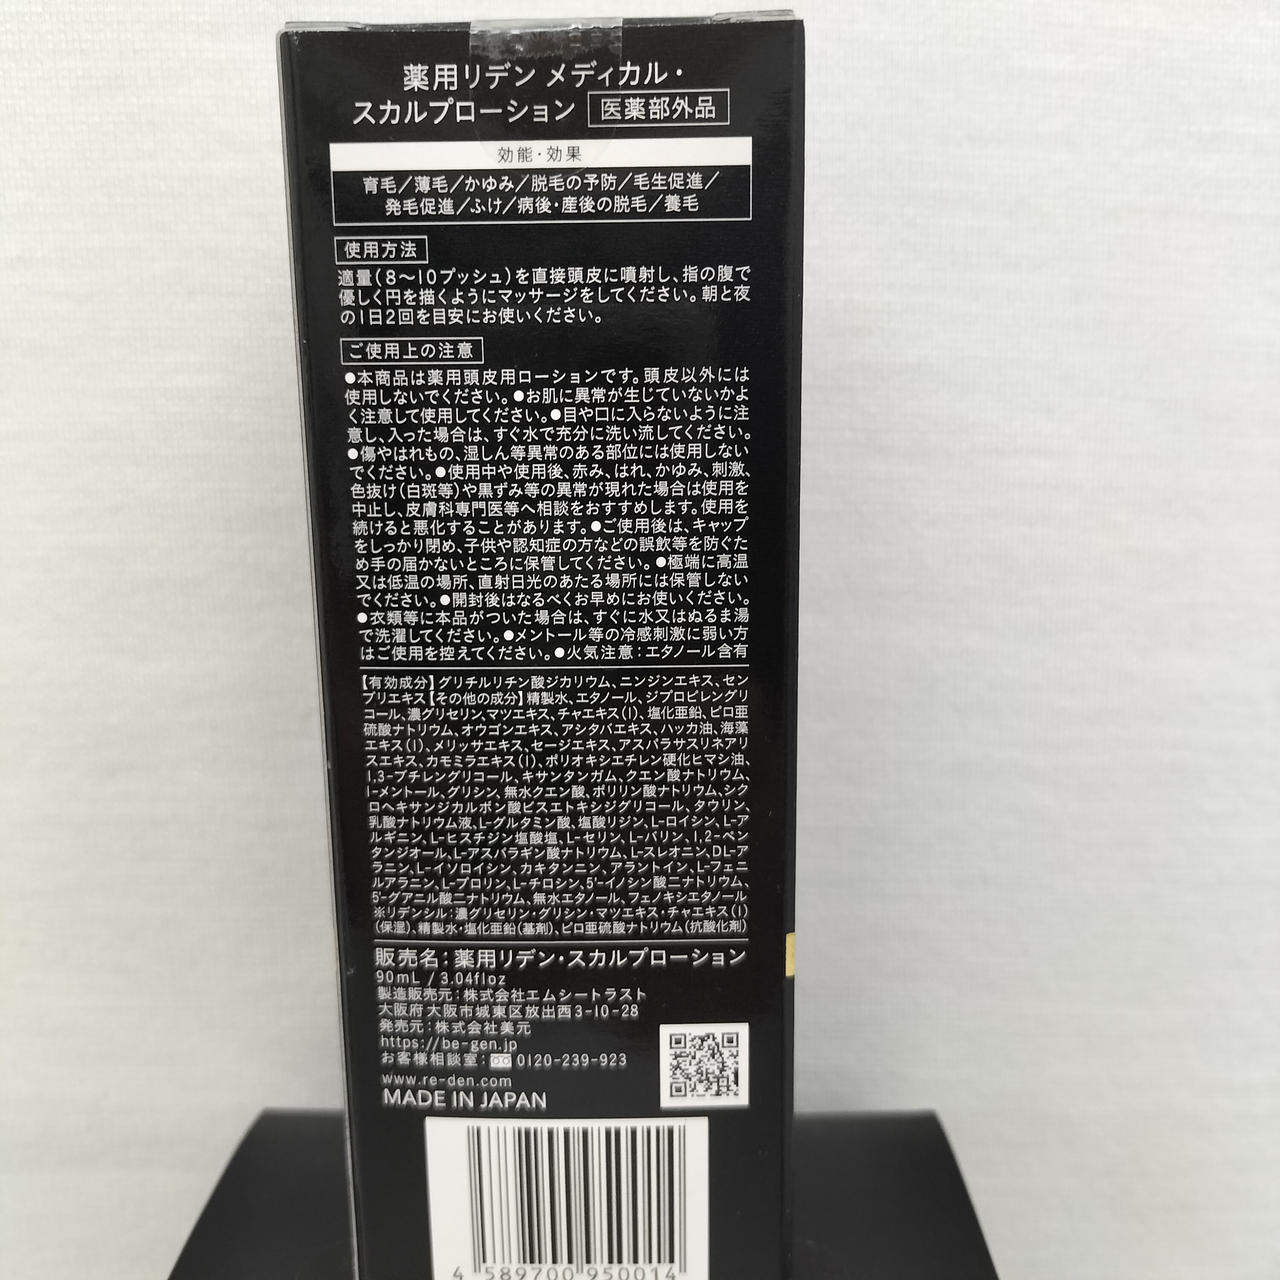 薬用リデン メディカル・
スカルプローション 医薬部外品
効能・効果
育毛／薄毛／かゆみ／脱毛の予防／毛生促進／
発毛促進／ふけ／病後・産後の脱毛／養毛
使用方法
適量(8〜10プッシュ)を直接頭皮に噴射し、指の腹で
優しく円を描くようにマッサージをしてください。朝と夜
の1日2回を目安にお使いください。
ご使用上の注意
●本商品は薬用頭皮用ローションです。頭皮以外には
使用しないでください。●お肌に異常が生じていないかよ
く注意して使用してください。●目や口に入らないように注
意し、入った場合は、すぐ水で充分に洗い流してください。
●傷やはれもの、湿しん等異常のある部位には使用しない
でください。●使用中や使用後、赤み、はれ、かゆみ、刺激、
色抜け(白斑等)や黒ずみ等の異常が現れた場合は使用を
中止し、皮膚科専門医等へ相談をおすすめします。使用を
続けると悪化することがあります。●ご使用後は、キャップ
をしっかり閉め、子供や認知症の方などの誤飲等を防ぐた
め手の届かないところに保管してください。●極端に高温
又は低温の場所、直射日光のあたる場所には保管しない
でください。●開封後はなるべくお早めにお使いください。
●衣類等に本品がついた場合は、すぐに水又はぬるま湯
で洗濯してください。●メントール等の冷感刺激に弱い方
はご使用を控えてください。●火気注意：エタノール含有
【有効成分】グリチルリチン酸ジカリウム、ニンジンエキス、セン
ブリエキス【その他の成分】精製水、エタノール、ジプロピレングリ
コール、濃グリセリン、マツエキス、チャエキス(1)、塩化亜鉛、ピロ亜
硫酸ナトリウム、オウゴンエキス、アシタバエキス、ハッカ油、海藻
エキス(1)、メリッサエキス、セージエキス、アスパラサスリネアリ
スエキス、カモミラエキス(1)、ポリオキシエチレン硬化ヒマシ油、
1,3-ブチレングリコール、キサンタンガム、クエン酸ナトリウム、
l-メントール、グリシン、無水クエン酸、ポリリン酸ナトリウム、シク
ロヘキサンジカルボン酸ビスエトキシジグリコール、タウリン、
乳酸ナトリウム液、L-グルタミン酸、塩酸リジン、L-ロイシン、L-ア
ルギニン、L-ヒスチジン塩酸塩、L-セリン、L-バリン、1,2-ペン
タンジオール、L-アスパラギン酸ナトリウム、L-スレオニン、DL-ア
ラニン、L-イソロイシン、カキタンニン、アラントイン、L-フェニ
ルアラニン、L-プロリン、L-チロシン、5'-イノシン酸二ナトリウム、
5'-グアニル酸二ナトリウム、無水エタノール、フェノキシエタノール
※リデンシル：濃グリセリン・グリシン・マツエキス・チャエキス(1)
(保湿)、精製水・塩化亜鉛(基剤)、ピロ亜硫酸ナトリウム(抗酸化剤)
販売名：薬用リデン・スカルプローション
90mL / 3.04floz
製造販売元：株式会社エムシートラスト
大阪府大阪市城東区放出西3-10-28
発売元：株式会社美元
https://be-gen.jp
お客様相談室：0120-239-923
www.re-den.com
MADE IN JAPAN
4 589700 950014